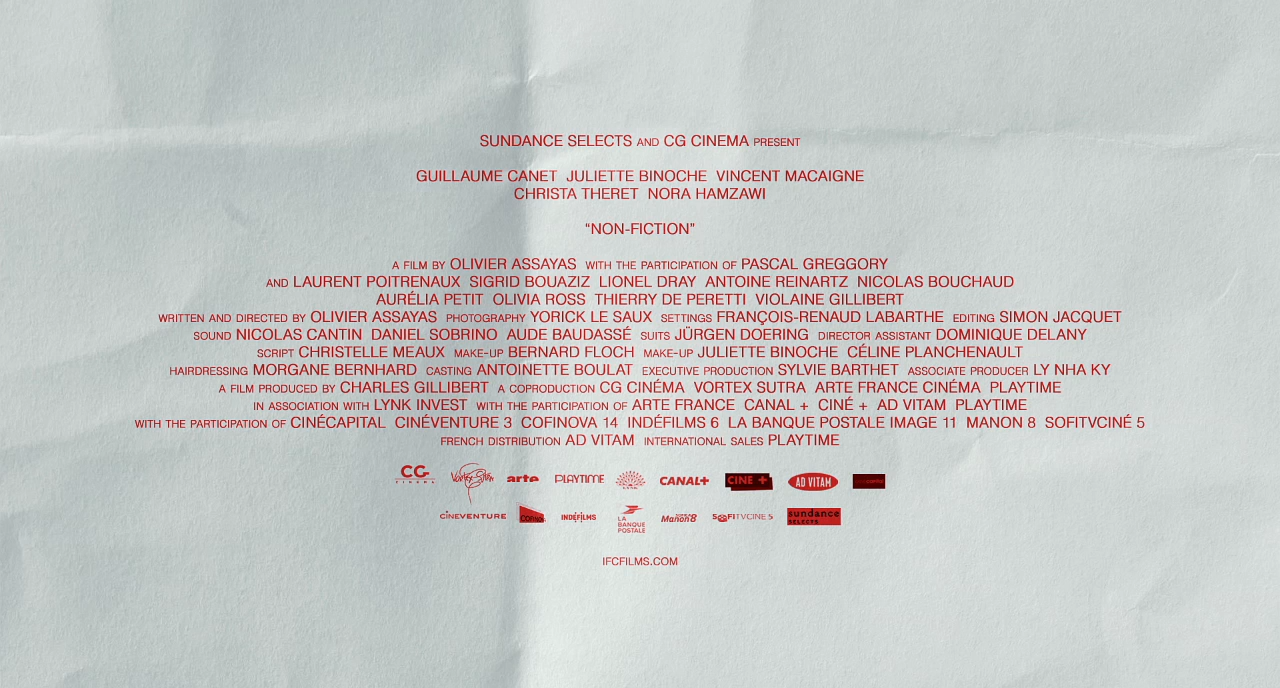 SUNDANCE SELECTS AND CG CINEMA PRESENT
GUILLAUME CANET JULIETTE BINOCHE VINCENT MACAIGNE
CHRISTA THERET NORA HAMZAWI
“NON-FICTION”
A FILM BY OLIVIER ASSAYAS WITH THE PARTICIPATION OF PASCAL GREGGORY
AND LAURENT POITRENAUX SIGRID BOUAZIZ LIONEL DRAY ANTOINE REINARTZ NICOLAS BOUCHAUD
AURÉLIA PETIT OLIVIA ROSS THIERRY DE PERETTI VIOLAINE GILLIBERT
WRITTEN AND DIRECTED BY OLIVIER ASSAYAS PHOTOGRAPHY YORICK LE SAUX SETTINGS FRANÇOIS-RENAUD LABARTHE EDITING SIMON JACQUET
SOUND NICOLAS CANTIN DANIEL SOBRINO AUDE BAUDASSÉ SUITS JÜRGEN DOERING DIRECTOR ASSISTANT DOMINIQUE DELANY
SCRIPT CHRISTELLE MEAUX MAKE-UP BERNARD FLOCH MAKE-UP JULIETTE BINOCHE CÉLINE PLANCHENAULT
HAIRDRESSING MORGANE BERNHARD CASTING ANTOINETTE BOULAT EXECUTIVE PRODUCTION SYLVIE BARTHET ASSOCIATE PRODUCER LY NHA KY
A FILM PRODUCED BY CHARLES GILLIBERT A COPRODUCTION CG CINÉMA VORTEX SUTRA ARTE FRANCE CINÉMA PLAYTIME
IN ASSOCIATION WITH LYNK INVEST WITH THE PARTICIPATION OF ARTE FRANCE CANAL + CINÉ + AD VITAM PLAYTIME
WITH THE PARTICIPATION OF CINÉCAPITAL CINÉVENTURE 3 COFINOVA 14 INDÉFILMS 6 LA BANQUE POSTALE IMAGE 11 MANON 8 SOFITVCINÉ 5
FRENCH DISTRIBUTION AD VITAM INTERNATIONAL SALES PLAYTIME
CG CINEMA Vortex Sutra arte PLAYTIME CANAL+ CINE + AD VITAM
CINEVENTURE INDÉFILMS LA BANQUE POSTALE Manon8 SOFITVCINE 5 sundance SELECTS
IFCFILMS.COM